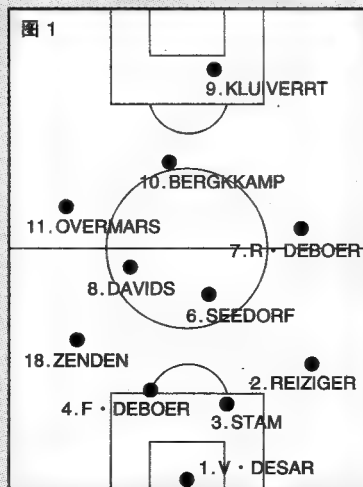 图 1
9.KLUIVERRT
10.BERGKKAMP
11.OVERMARS
7.R·DEBOER
8.DAVIDS
6.SEEDORF
18.ZENDEN
2.REIZIGER
4.F·DEBOER
3.STAM
1.V·DESAR